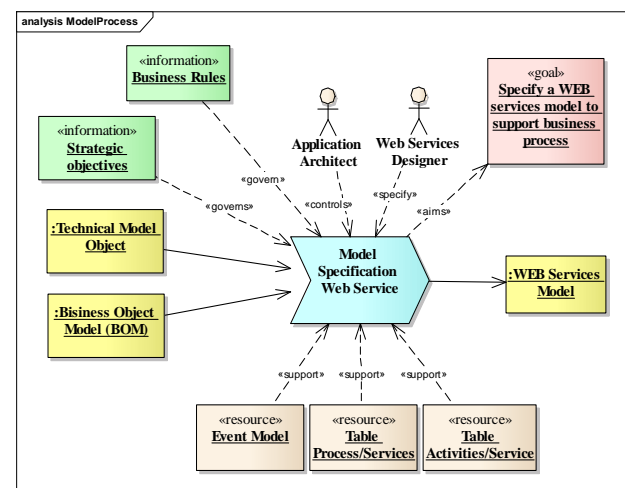 analysis ModelProcess
«information»
Business Rules
«information»
Strategic
objectives
Application
Architect
Web Services
Designer
«goal»
Specify a WEB
services model to
support business
process
«govern»
«governs»
«controls»
«specify»
«aims»
:Technical Model
Object
:Bisiness Object
Model (BOM)
Model
Specification
Web Service
:WEB Services
Model
«support»
«support»
«support»
«resource»
Event Model
«resource»
Table
Process/Services
«resource»
Table
Activities/Service